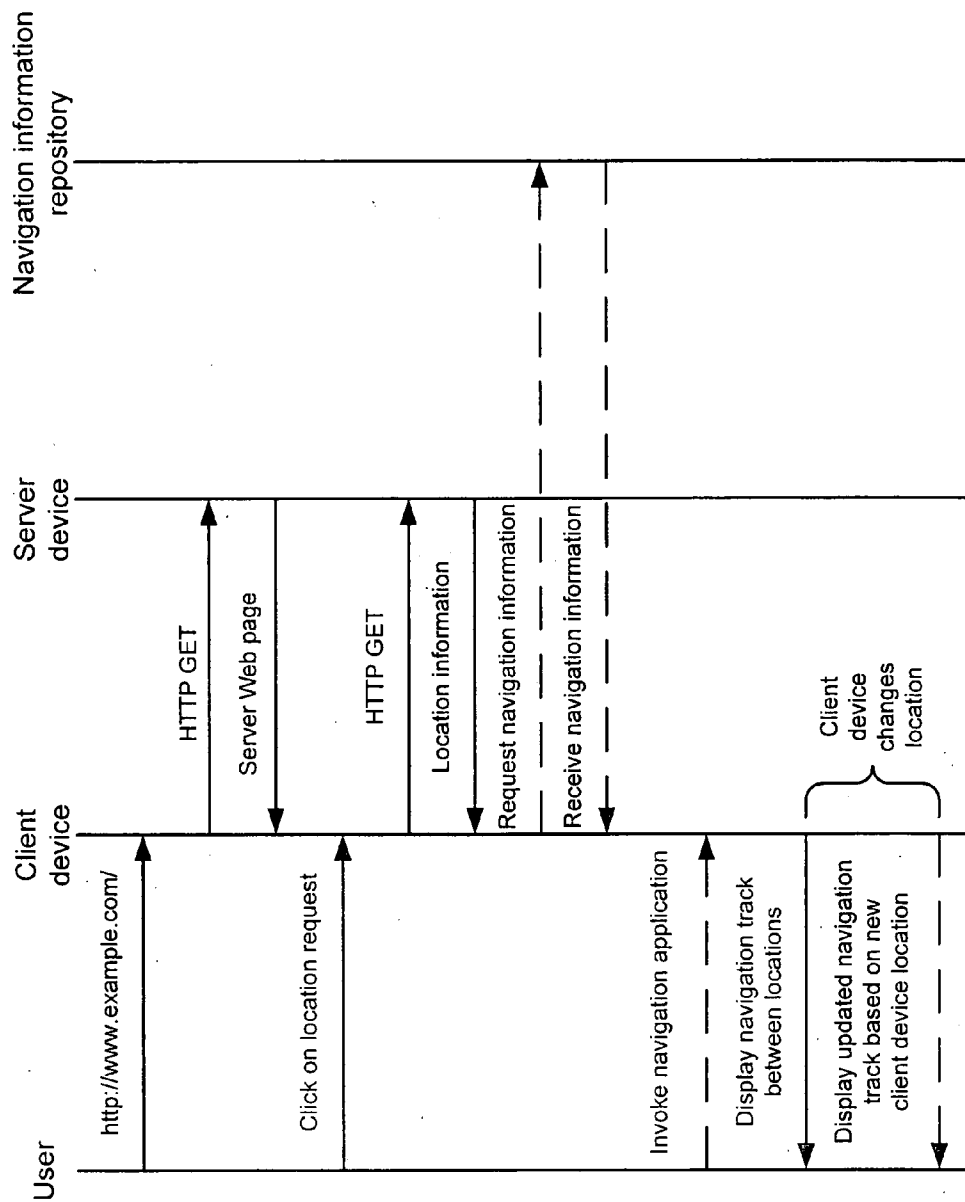 User
Client
device
Server
device
Navigation information
repository
http://www.example.com/
HTTP GET
Server Web page
Click on location request
HTTP GET
Location information
Request navigation information
Receive navigation information
Invoke navigation application
Display navigation track
between locations
Client
device
changes
location
Display updated navigation
track based on new
client device location